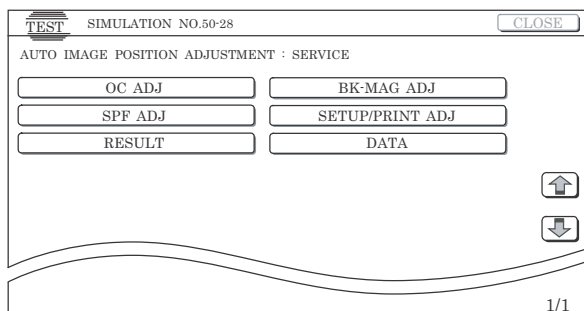 TEST SIMULATION NO.50-28 CLOSE
AUTO IMAGE POSITION ADJUSTMENT : SERVICE
OC ADJ BK-MAG ADJ
SPF ADJ SETUP/PRINT ADJ
RESULT DATA
1/1